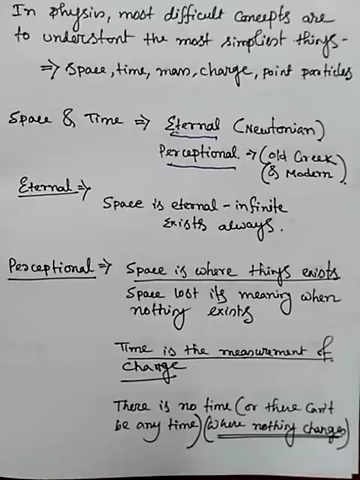 In physis, most difficult concepts are
to understant the most simpliest things -
⇒ space, time, mass, charge, point particles
Space & Time ⇒ Eternal (Newtonian)
Perceptional → (old Greek
& Modern)
Eternal ⇒
Space is eternal - infinite
exists always.
Perceptional ⇒ Space is where things exists
Space lost its meaning when
nothing exists
Time is the measurement of
change
There is no time (or there can't
be any time) (where nothing changes)